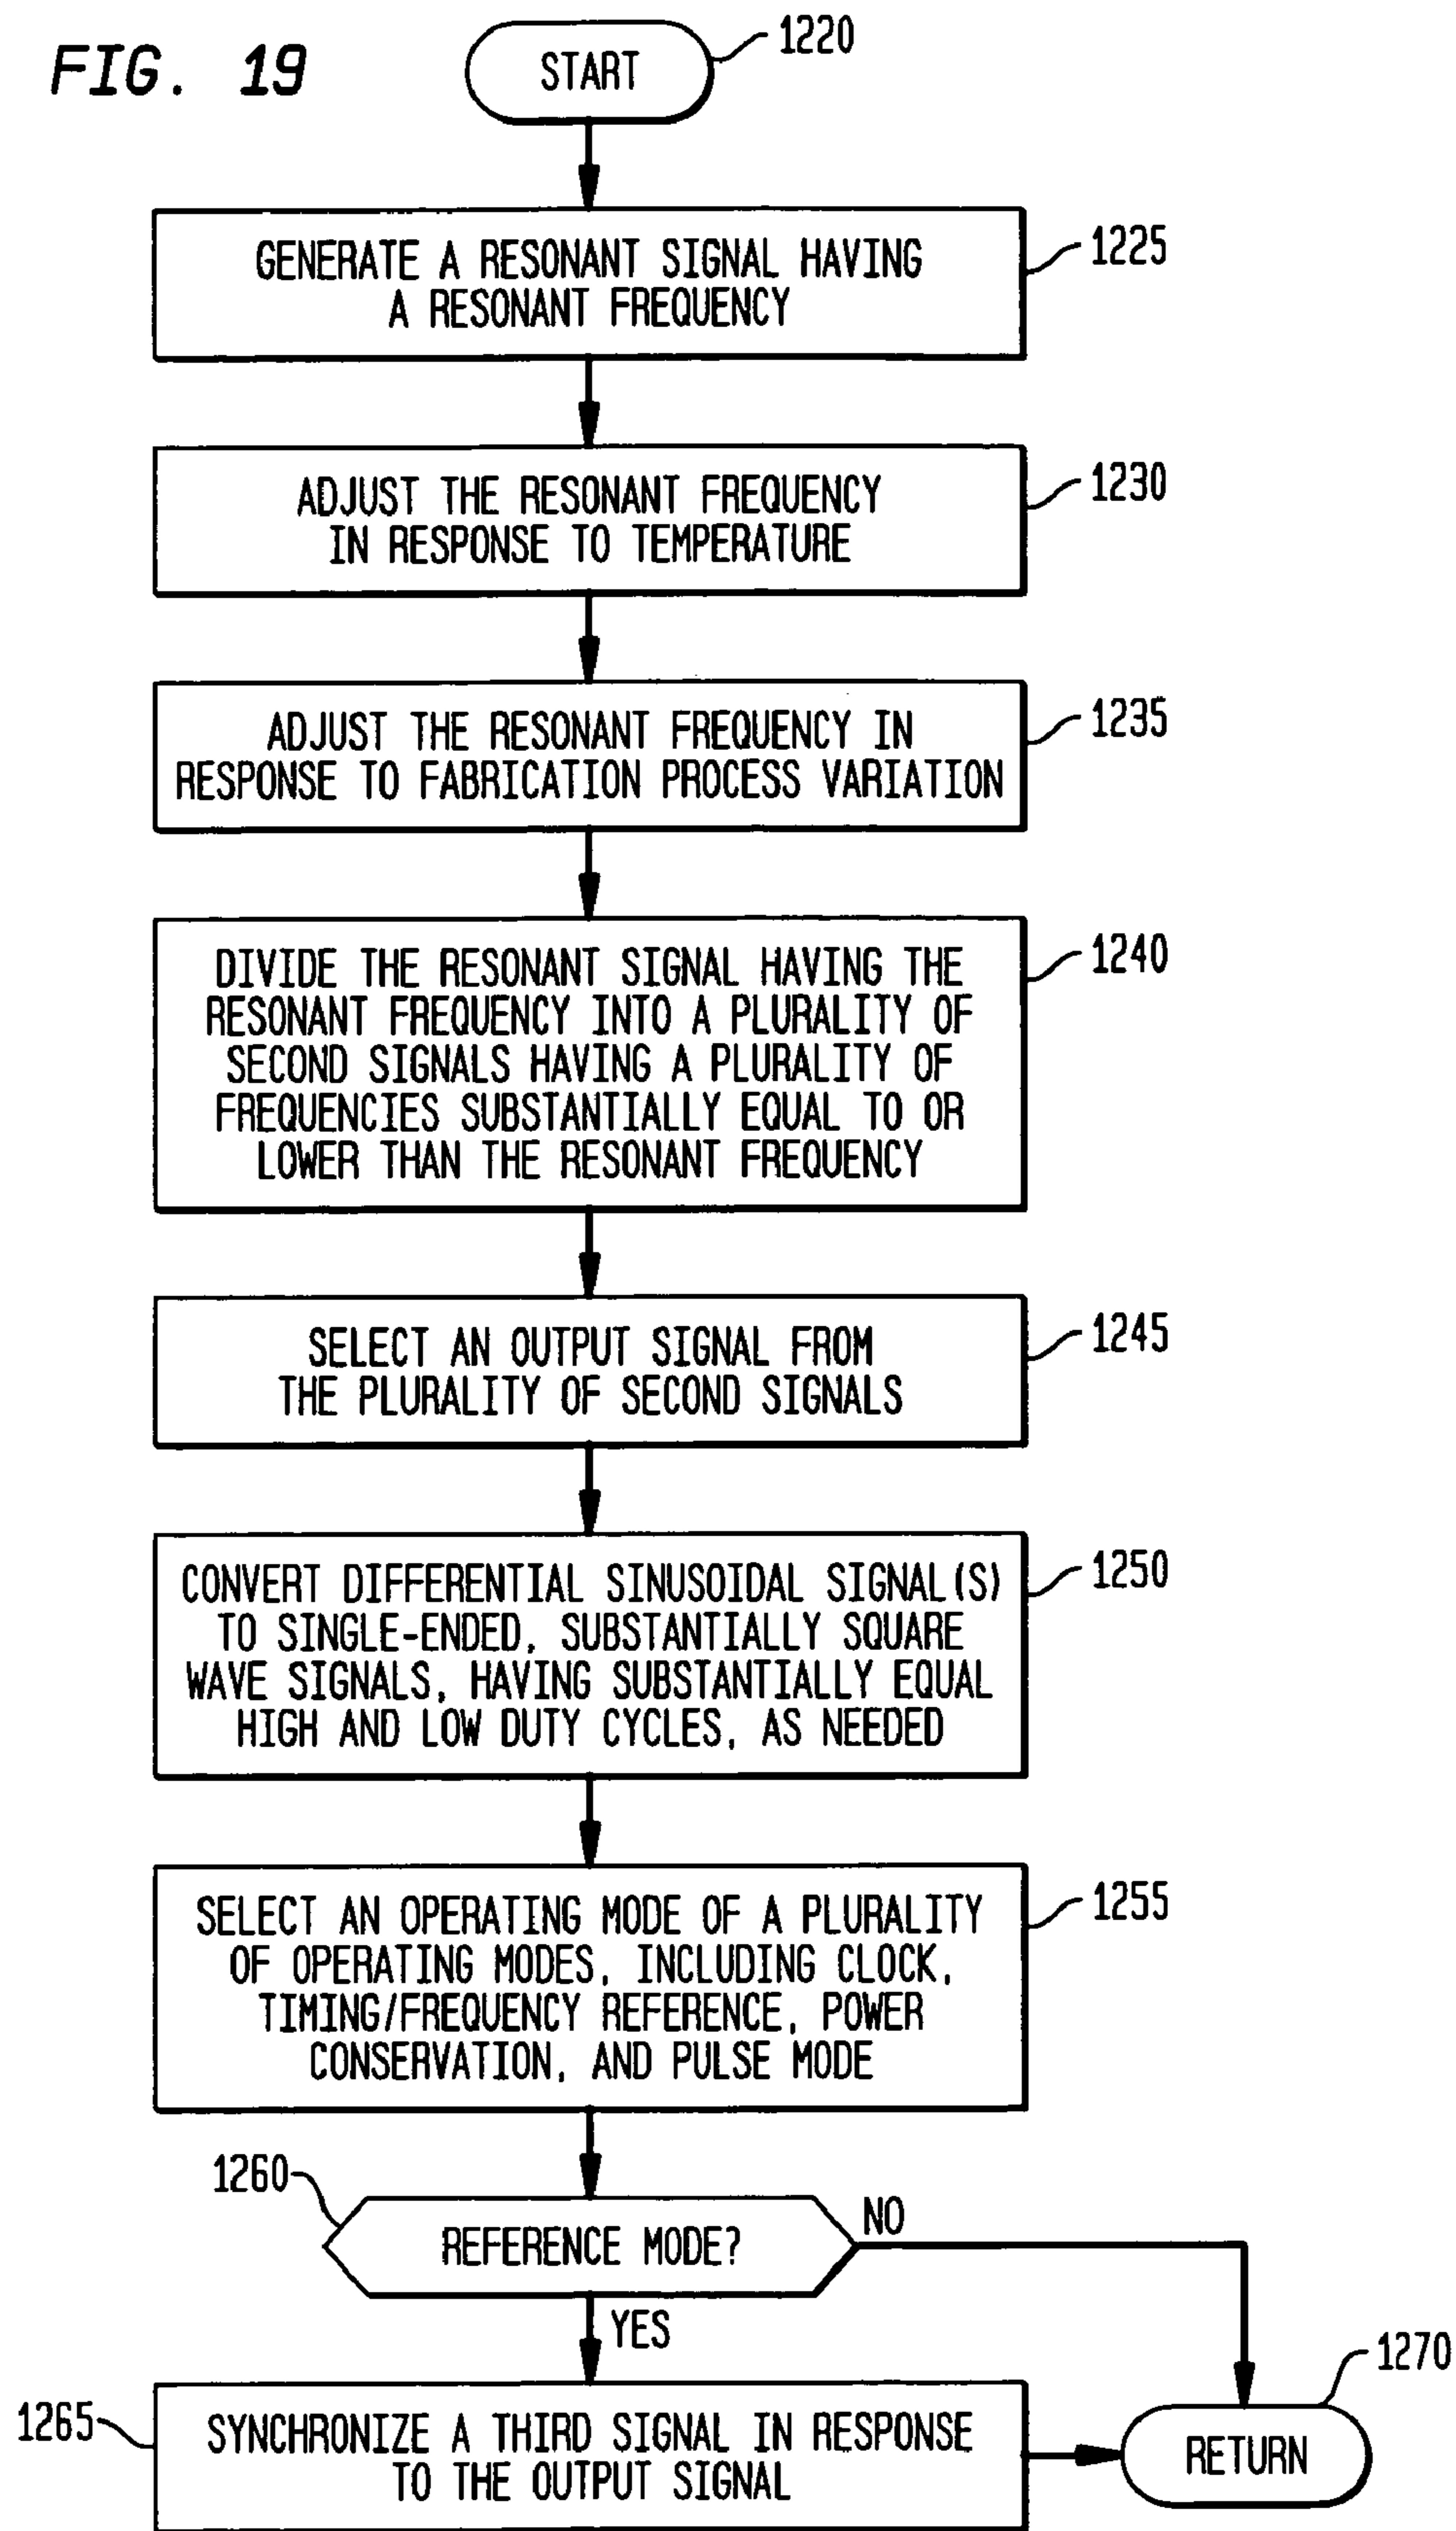 FIG. 19
START
1220
GENERATE A RESONANT SIGNAL HAVING
A RESONANT FREQUENCY
1225
ADJUST THE RESONANT FREQUENCY
IN RESPONSE TO TEMPERATURE
1230
ADJUST THE RESONANT FREQUENCY IN
RESPONSE TO FABRICATION PROCESS VARIATION
1235
DIVIDE THE RESONANT SIGNAL HAVING THE
RESONANT FREQUENCY INTO A PLURALITY OF
SECOND SIGNALS HAVING A PLURALITY OF
FREQUENCIES SUBSTANTIALLY EQUAL TO OR
LOWER THAN THE RESONANT FREQUENCY
1240
SELECT AN OUTPUT SIGNAL FROM
THE PLURALITY OF SECOND SIGNALS
1245
CONVERT DIFFERENTIAL SINUSOIDAL SIGNAL(S)
TO SINGLE-ENDED, SUBSTANTIALLY SQUARE
WAVE SIGNALS, HAVING SUBSTANTIALLY EQUAL
HIGH AND LOW DUTY CYCLES, AS NEEDED
1250
SELECT AN OPERATING MODE OF A PLURALITY
OF OPERATING MODES, INCLUDING CLOCK,
TIMING/FREQUENCY REFERENCE, POWER
CONSERVATION, AND PULSE MODE
1255
1260
REFERENCE MODE?
NO
YES
1265
SYNCHRONIZE A THIRD SIGNAL IN RESPONSE
TO THE OUTPUT SIGNAL
1270
RETURN